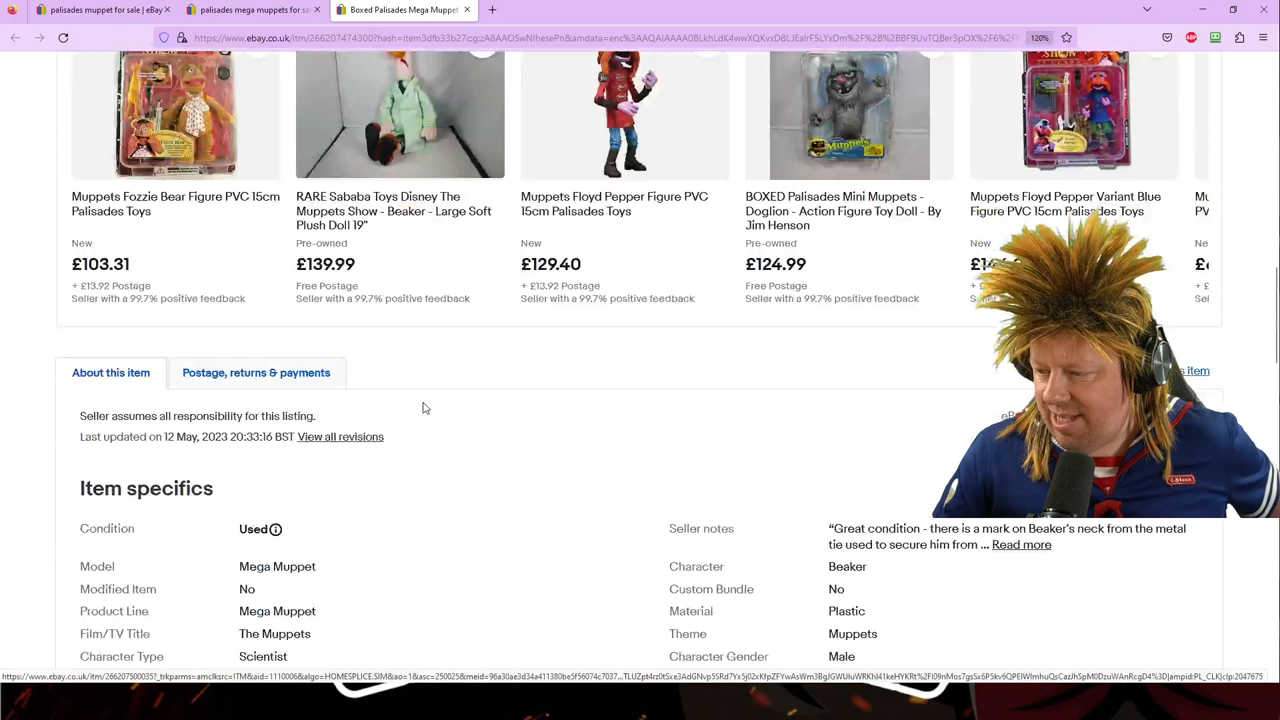 palisades muppet for sale | eBay
palisades mega muppets for sa
Boxed Palisades Mega Muppet
120%
Muppets Fozzie Bear Figure PVC 15cm
Palisades Toys
New
£103.31
+ £13.92 Postage
Seller with a 99.7% positive feedback
RARE Sababa Toys Disney The
Muppets Show - Beaker - Large Soft
Plush Doll 19"
Pre-owned
£139.99
Free Postage
Seller with a 99.7% positive feedback
Muppets Floyd Pepper Figure PVC
15cm Palisades Toys
New
£129.40
+ £13.92 Postage
Seller with a 99.7% positive feedback
BOXED Palisades Mini Muppets -
Doglion - Action Figure Toy Doll - By
Jim Henson
Pre-owned
£124.99
Free Postage
Seller with a 99.7% positive feedback
Muppets Floyd Pepper Variant Blue
Figure PVC 15cm Palisades Toys
New
About this item
Postage, returns & payments
Seller assumes all responsibility for this listing.
Last updated on 12 May, 2023 20:33:16 BST View all revisions
Item specifics
Condition
Used
Seller notes
“Great condition - there is a mark on Beaker's neck from the metal
tie used to secure him from ... Read more
Model
Mega Muppet
Character
Beaker
Modified Item
No
Custom Bundle
No
Product Line
Mega Muppet
Material
Plastic
Film/TV Title
The Muppets
Theme
Muppets
Character Type
Scientist
Character Gender
Male